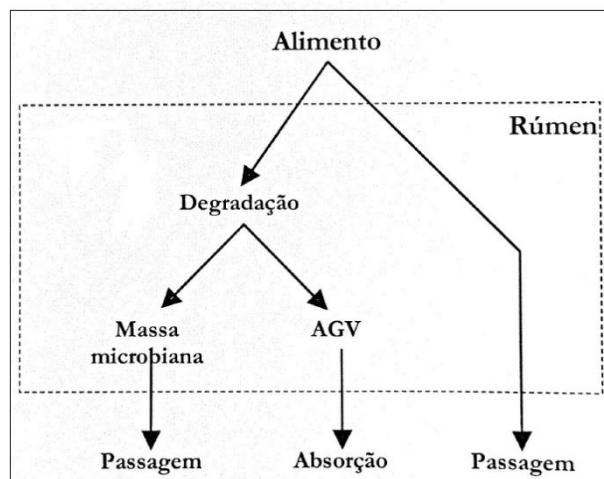 Alimento
Rúmen
Degradação
Massa
microbiana
AGV
Passagem
Absorção
Passagem